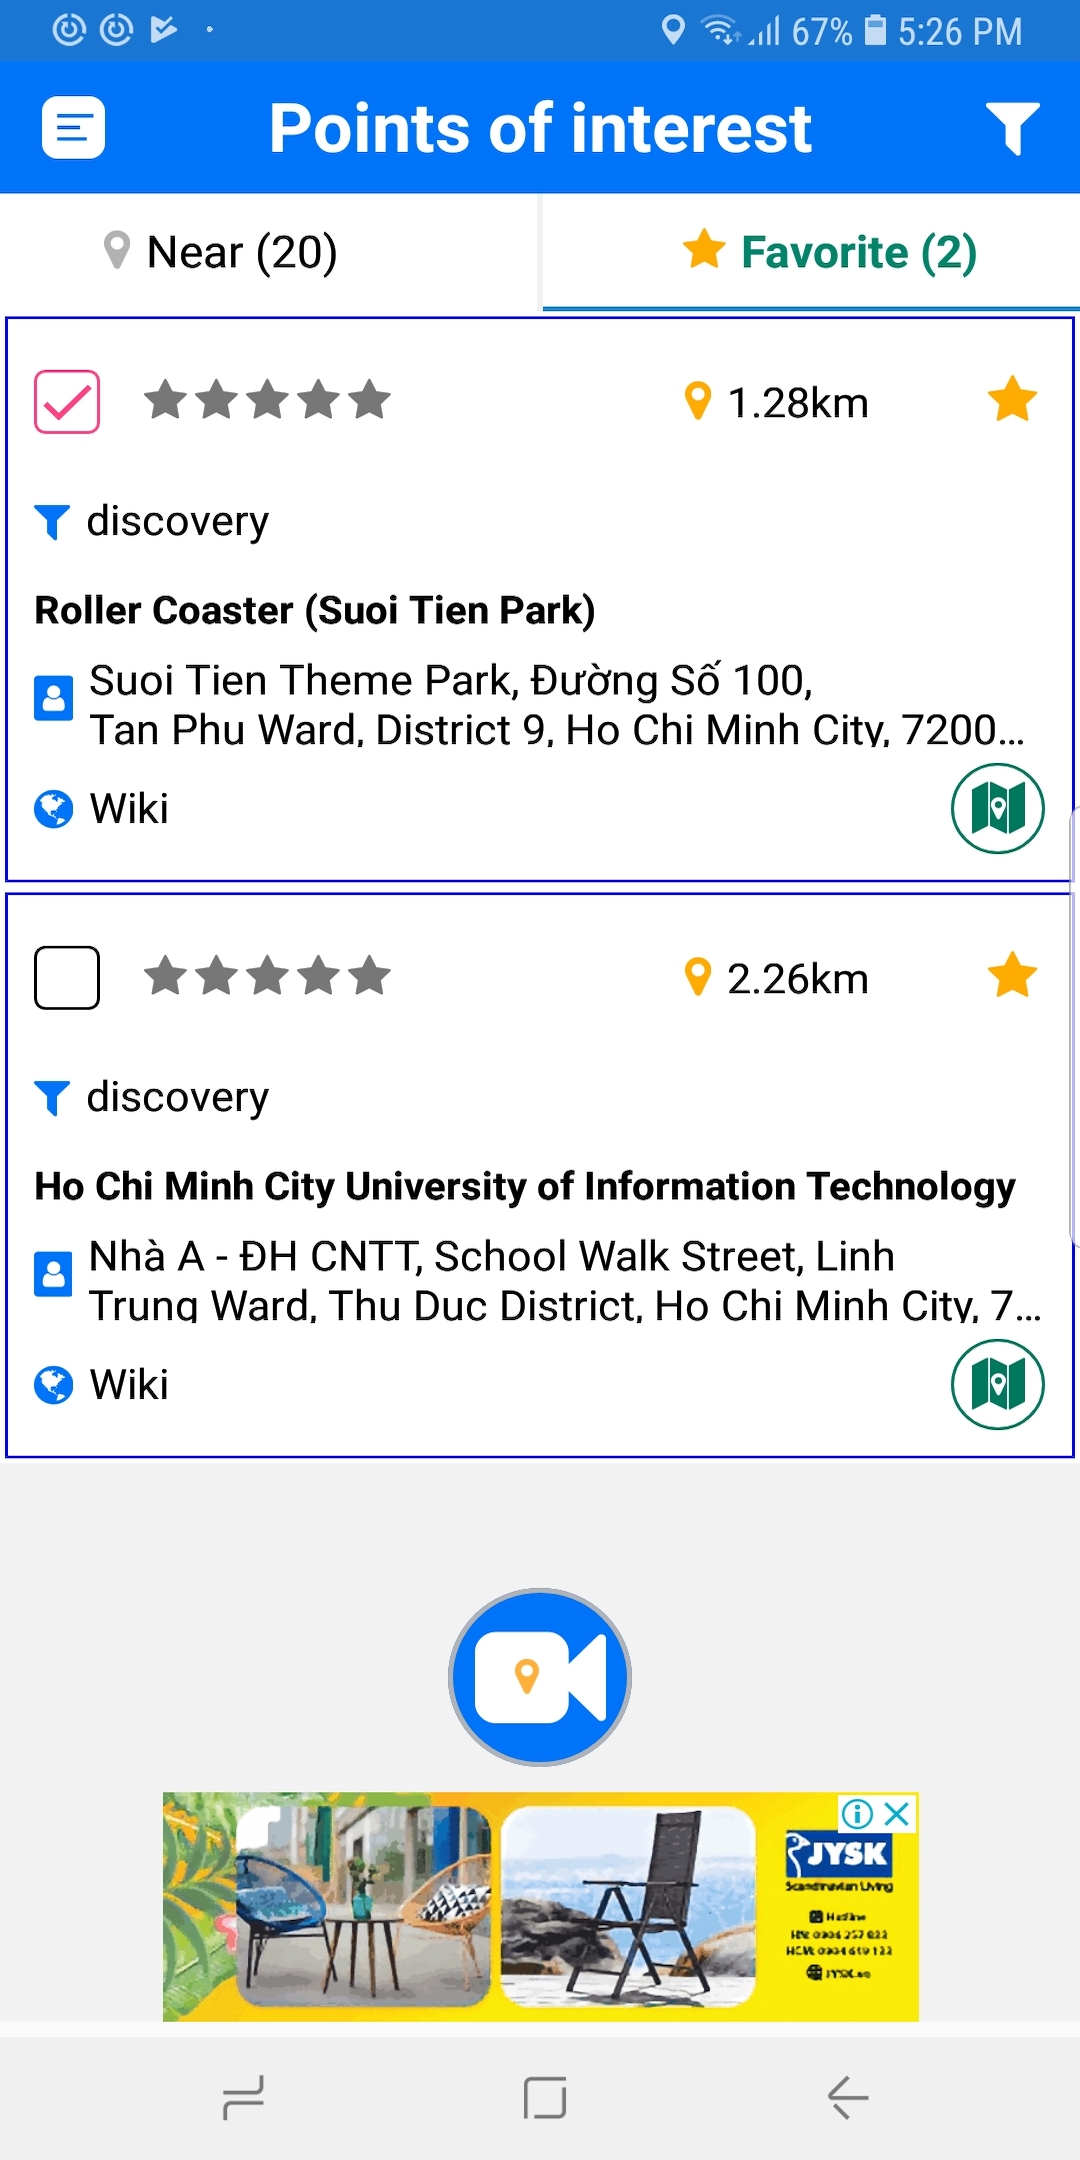 67% 5:26 PM
Points of interest
Near (20)
Favorite (2)
1.28km
discovery
Roller Coaster (Suoi Tien Park)
Suoi Tien Theme Park, Đường Số 100,
Tan Phu Ward, District 9, Ho Chi Minh City, 7200...
Wiki
2.26km
discovery
Ho Chi Minh City University of Information Technology
Nhà A - ĐH CNTT, School Walk Street, Linh
Trung Ward, Thu Duc District, Ho Chi Minh City, 7...
Wiki
JYSK
Scandinavian Living
Hotline